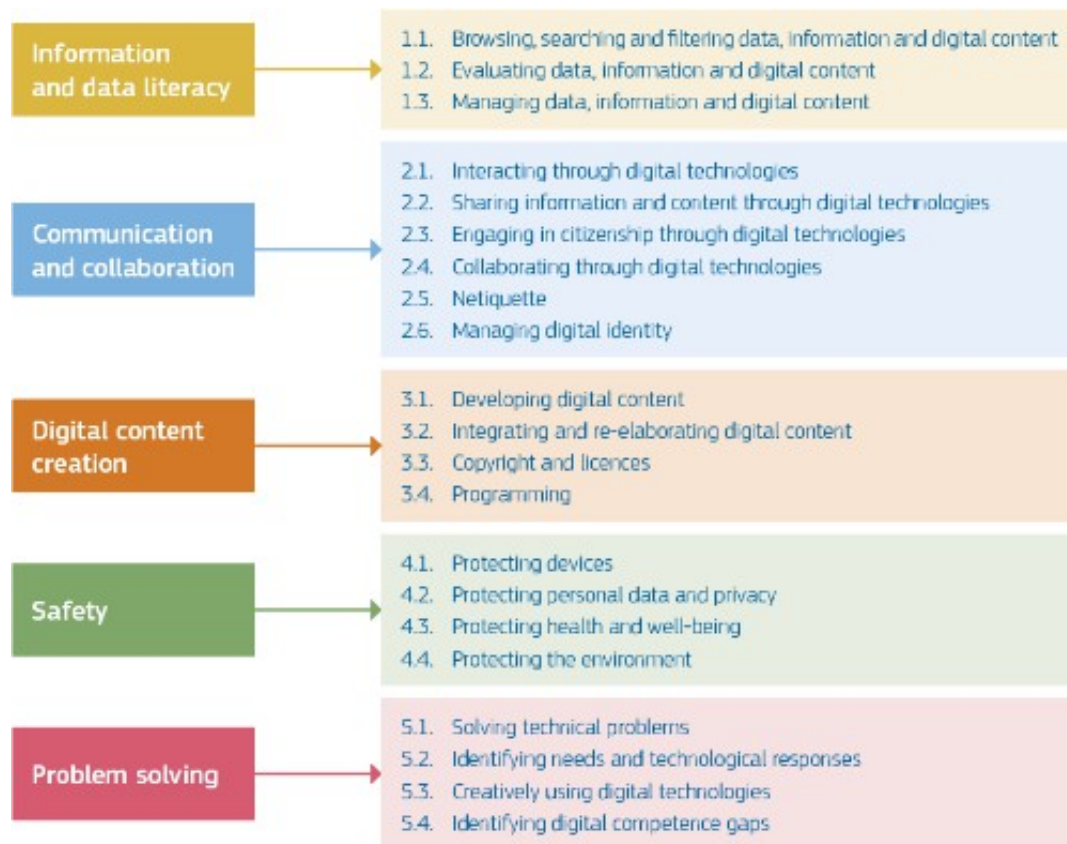 Information
and data literacy
1.1. Browsing, searching and filtering data, information and digital content
1.2. Evaluating data, information and digital content
1.3. Managing data, information and digital content
Communication
and collaboration
2.1. Interacting through digital technologies
2.2. Sharing information and content through digital technologies
2.3. Engaging in citizenship through digital technologies
2.4. Collaborating through digital technologies
2.5. Netiquette
2.6. Managing digital identity
Digital content
creation
3.1. Developing digital content
3.2. Integrating and re-elaborating digital content
3.3. Copyright and licences
3.4. Programming
Safety
4.1. Protecting devices
4.2. Protecting personal data and privacy
4.3. Protecting health and well-being
4.4. Protecting the environment
Problem solving
5.1. Solving technical problems
5.2. Identifying needs and technological responses
5.3. Creatively using digital technologies
5.4. Identifying digital competence gaps